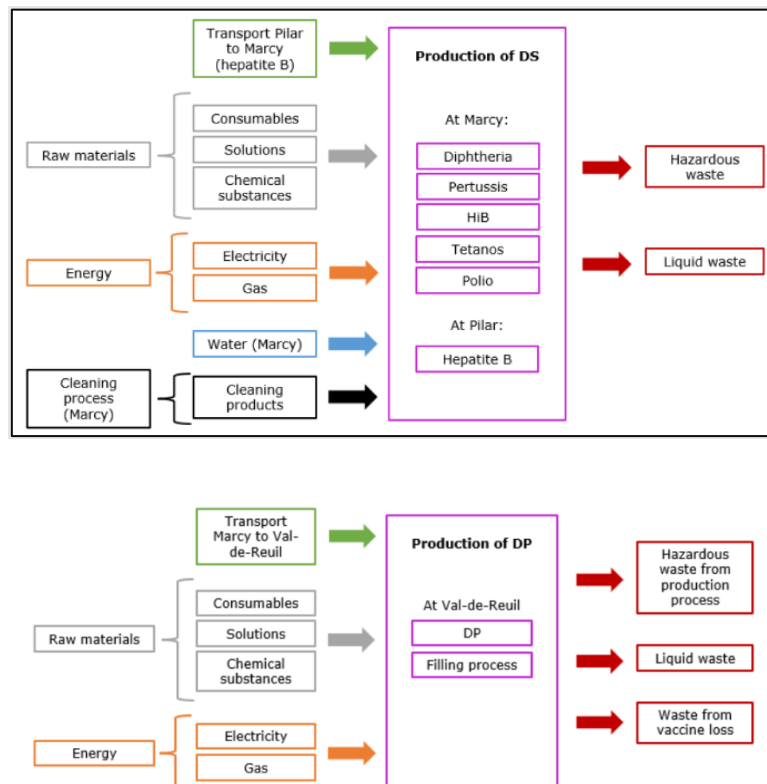 Transport Pilar
to Marcy
(hepatite B)
Production of DS
Raw materials
Consumables
Solutions
Chemical
substances
At Marcy:
Diphtheria
Pertussis
HiB
Tetanos
Polio
Hazardous
waste
Energy
Electricity
Gas
Liquid waste
Water (Marcy)
At Pilar:
Hepatite B
Cleaning
process
(Marcy)
Cleaning
products
Transport
Marcy to Val-
de-Reuil
Production of DP
Hazardous
waste from
production
process
Raw materials
Consumables
Solutions
Chemical
substances
At Val-de-Reuil
DP
Filling process
Liquid waste
Waste from
vaccine loss
Energy
Electricity
Gas